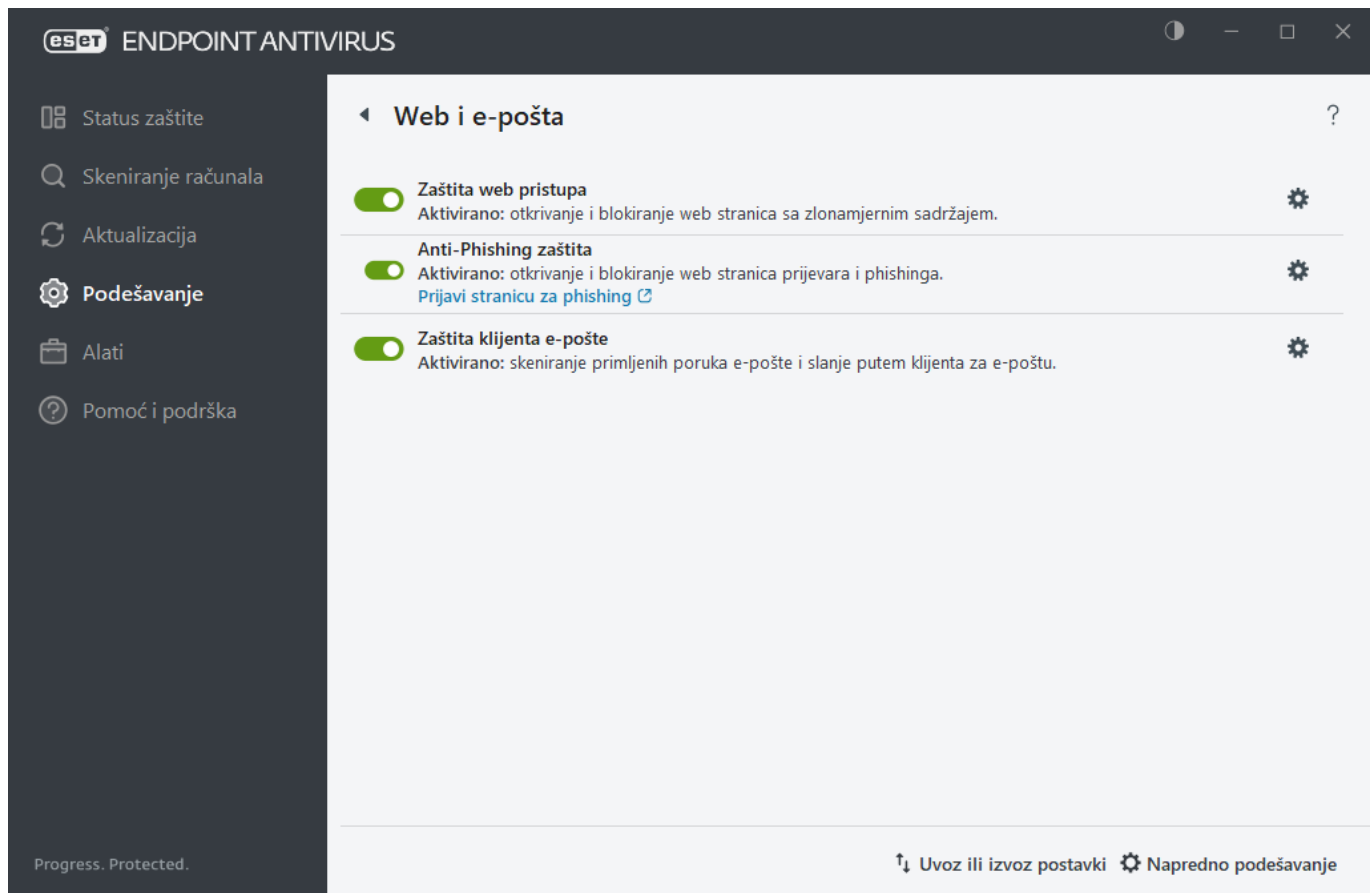 eset ENDPOINT ANTIVIRUS
Status zaštite
Skeniranje računala
Aktualizacija
Podešavanje
Alati
Pomoć i podrška
Progress. Protected.
Web i e-pošta
?
Zaštita web pristupa
Aktivirano: otkrivanje i blokiranje web stranica sa zlonamjernim sadržajem.
Anti-Phishing zaštita
Aktivirano: otkrivanje i blokiranje web stranica prijevara i phishinga.
Prijavi stranicu za phishing
Zaštita klijenta e-pošte
Aktivirano: skeniranje primljenih poruka e-pošte i slanje putem klijenta za e-poštu.
Uvoz ili izvoz postavki Napredno podešavanje